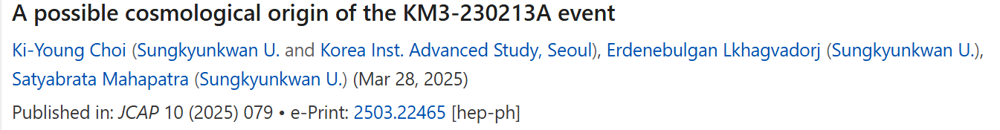 A possible cosmological origin of the KM3-230213A event
Ki-Young Choi (Sungkyunkwan U. and Korea Inst. Advanced Study, Seoul), Erdenebulgan Lkhagvadorj (Sungkyunkwan U.),
Satyabrata Mahapatra (Sungkyunkwan U.) (Mar 28, 2025)
Published in: JCAP 10 (2025) 079 • e-Print: 2503.22465 [hep-ph]